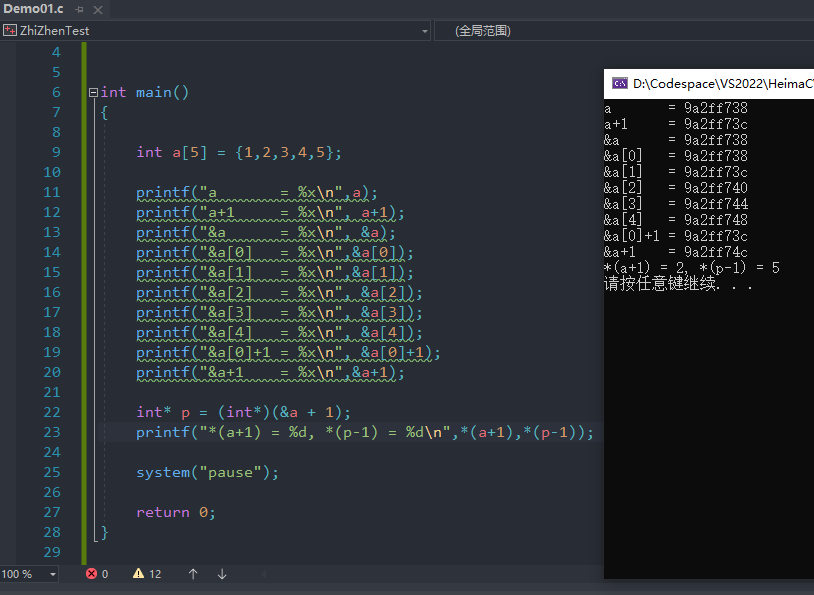 Demo01.c
ZhiZhenTest
(全局范围)
4
5
6 int main()
7 {
8
9 int a[5] = {1,2,3,4,5};
10
11 printf("a       = %x\n",a);
12 printf("a+1     = %x\n", a+1);
13 printf("&a      = %x\n", &a);
14 printf("&a[0]   = %x\n",&a[0]);
15 printf("&a[1]   = %x\n",&a[1]);
16 printf("&a[2]   = %x\n", &a[2]);
17 printf("&a[3]   = %x\n", &a[3]);
18 printf("&a[4]   = %x\n", &a[4]);
19 printf("&a[0]+1 = %x\n", &a[0]+1);
20 printf("&a+1    = %x\n",&a+1);
21
22 int* p = (int*)(&a + 1);
23 printf("*(a+1) = %d, *(p-1) = %d\n",*(a+1),*(p-1));
24
25 system("pause");
26
27 return 0;
28 }
29
100 %
0
12
D:\Codespace\VS2022\HeimaC
a       = 9a2ff738
a+1     = 9a2ff73c
&a      = 9a2ff738
&a[0]   = 9a2ff738
&a[1]   = 9a2ff73c
&a[2]   = 9a2ff740
&a[3]   = 9a2ff744
&a[4]   = 9a2ff748
&a[0]+1 = 9a2ff73c
&a+1    = 9a2ff74c
*(a+1) = 2, *(p-1) = 5
请按任意键继续. . .